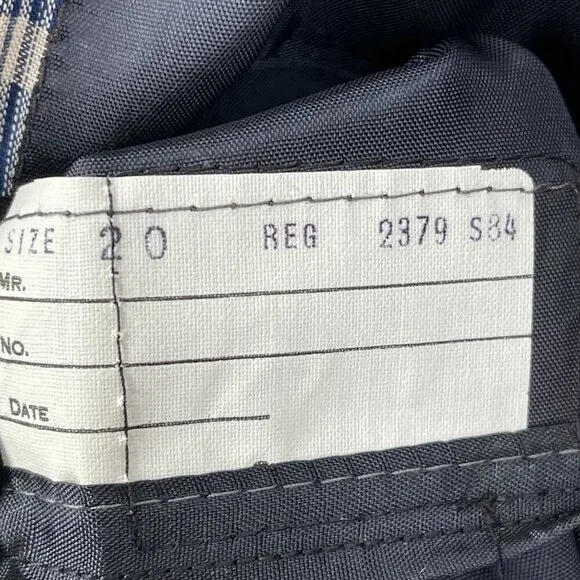 SIZE 20 REG 2379 S84
MR.
NO.
DATE